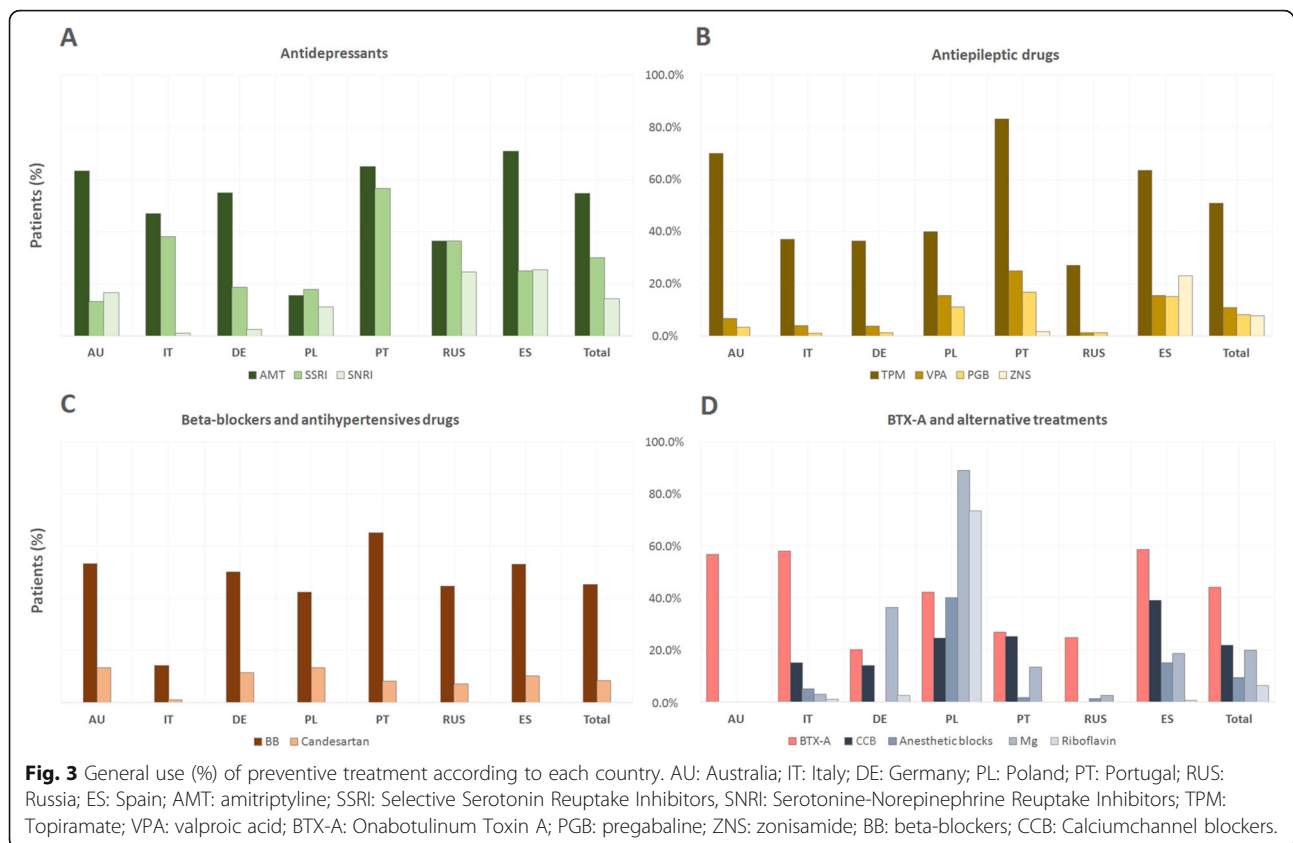 A
Antidepressants
Patients (%)
AU IT DE PL PT RUS ES Total
AMT SSRI SNRI
B
Antiepileptic drugs
100.0%
80.0%
60.0%
40.0%
20.0%
0.0%
AU IT DE PL PT RUS ES Total
TPM VPA PGB ZNS
C
Beta-blockers and antihypertensives drugs
Patients (%)
AU IT DE PL PT RUS ES Total
BB Candesartan
D
BTX-A and alternative treatments
100.0%
80.0%
60.0%
40.0%
20.0%
0.0%
AU IT DE PL PT RUS ES Total
BTX-A CCB Anesthetic blocks Mg Riboflavin
Fig. 3 General use (%) of preventive treatment according to each country. AU: Australia; IT: Italy; DE: Germany; PL: Poland; PT: Portugal; RUS:
Russia; ES: Spain; AMT: amitriptyline; SSRI: Selective Serotonin Reuptake Inhibitors, SNRI: Serotonine-Norepinephrine Reuptake Inhibitors; TPM:
Topiramate; VPA: valproic acid; BTX-A: Onabotulinum Toxin A; PGB: pregabaline; ZNS: zonisamide; BB: beta-blockers; CCB: Calciumchannel blockers.